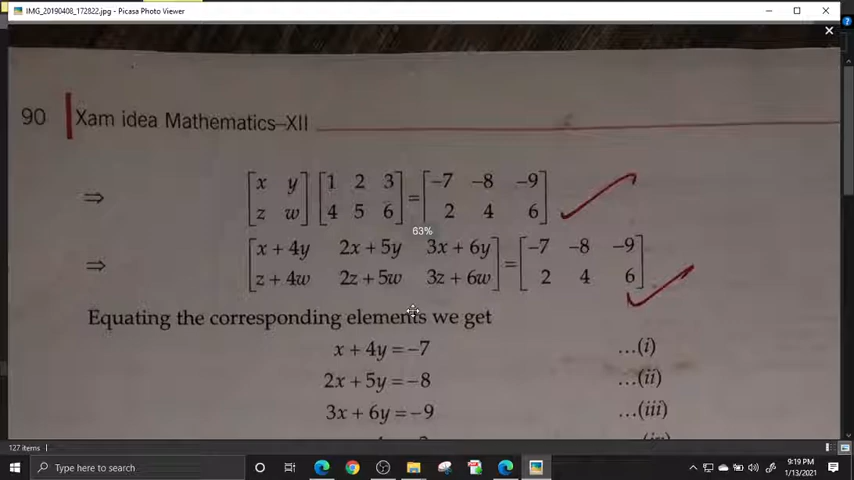 IMG_20190408_172822.jpg - Picasa Photo Viewer
90 Xam idea Mathematics–XII
⇒ [x y; z w] [1 2 3; 4 5 6] = [–7 –8 –9; 2 4 6]
63%
⇒ [x + 4y 2x + 5y 3x + 6y; z + 4w 2z + 5w 3z + 6w] = [–7 –8 –9; 2 4 6]
Equating the corresponding elements we get
x + 4y = –7 ...(i)
2x + 5y = –8 ...(ii)
3x + 6y = –9 ...(iii)
127 items
Type here to search
9:19 PM
1/13/2021